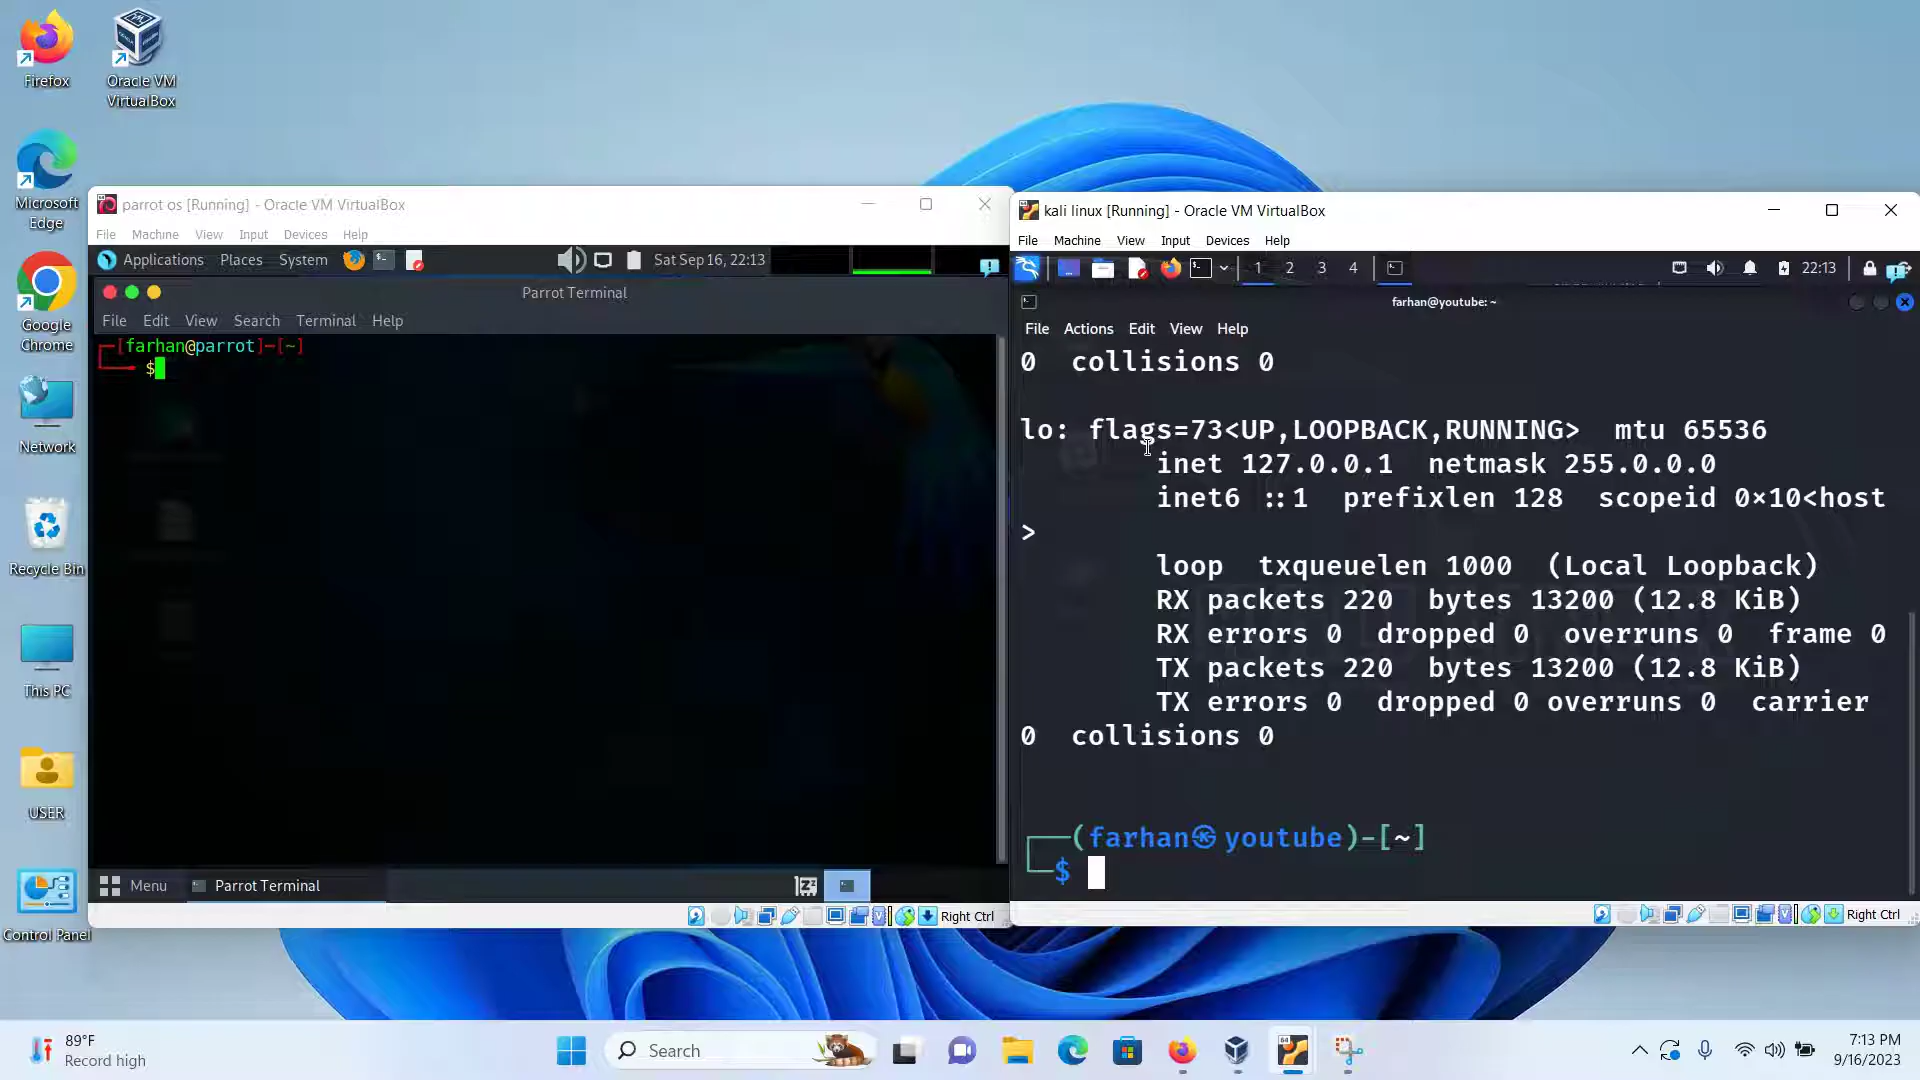 Firefox
Oracle VM
VirtualBox
Microsoft
Edge
Google
Chrome
Network
Recycle Bin
This PC
USER
Control Panel
parrot os [Running] - Oracle VM VirtualBox
File Machine View Input Devices Help
Applications Places System Sat Sep 16, 22:13
Parrot Terminal
File Edit View Search Terminal Help
┌─[farhan@parrot]─[~]
└──╼ $
Menu Parrot Terminal
Right Ctrl
kali linux [Running] - Oracle VM VirtualBox
File Machine View Input Devices Help
1 2 3 4 22:13
farhan@youtube: ~
File Actions Edit View Help
0 collisions 0
lo: flags=73<UP,LOOPBACK,RUNNING> mtu 65536
inet 127.0.0.1 netmask 255.0.0.0
inet6 ::1 prefixlen 128 scopeid 0×10<host
>
loop txqueuelen 1000 (Local Loopback)
RX packets 220 bytes 13200 (12.8 KiB)
RX errors 0 dropped 0 overruns 0 frame 0
TX packets 220 bytes 13200 (12.8 KiB)
TX errors 0 dropped 0 overruns 0 carrier
0 collisions 0
┌──(farhan㉿youtube)-[~]
└─$
Right Ctrl
89°F
Record high
Search
7:13 PM
9/16/2023